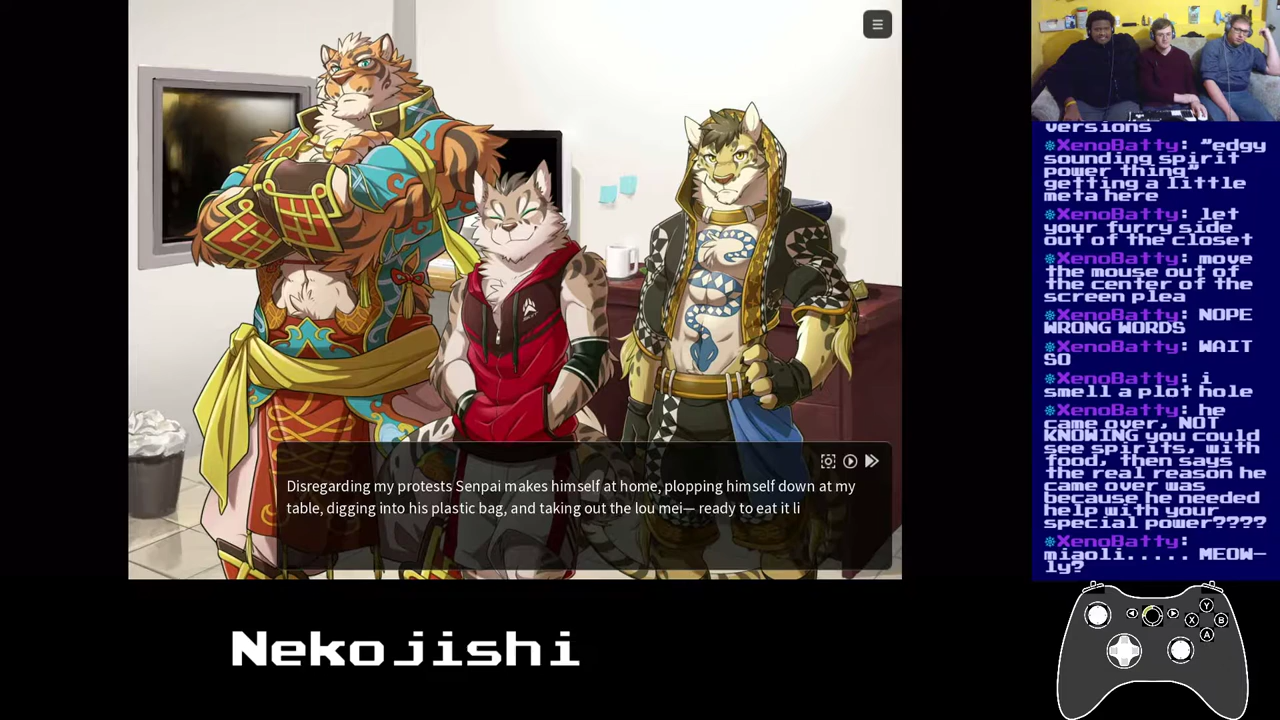 Disregarding my protests Senpai makes himself at home, plopping himself down at my
table, digging into his plastic bag, and taking out the lou mei— ready to eat it li
Nekojishi
versions
XenoBatty: "edgy
sounding spirit
power thing"
getting a little
meta here
XenoBatty: let
your furry side
out of the closet
XenoBatty: move
the mouse out of
the center of the
screen plea
XenoBatty: NOPE
WRONG WORDS
XenoBatty: WAIT
SO
XenoBatty: i
smell a plot hole
XenoBatty: he
came over, NOT
KNOWING you could
see spirits, with
food, then says
the real reason he
came over was
because he needed
help with your
special power????
XenoBatty:
miaoli..... MEOW-
ly?
Y
X
B
A